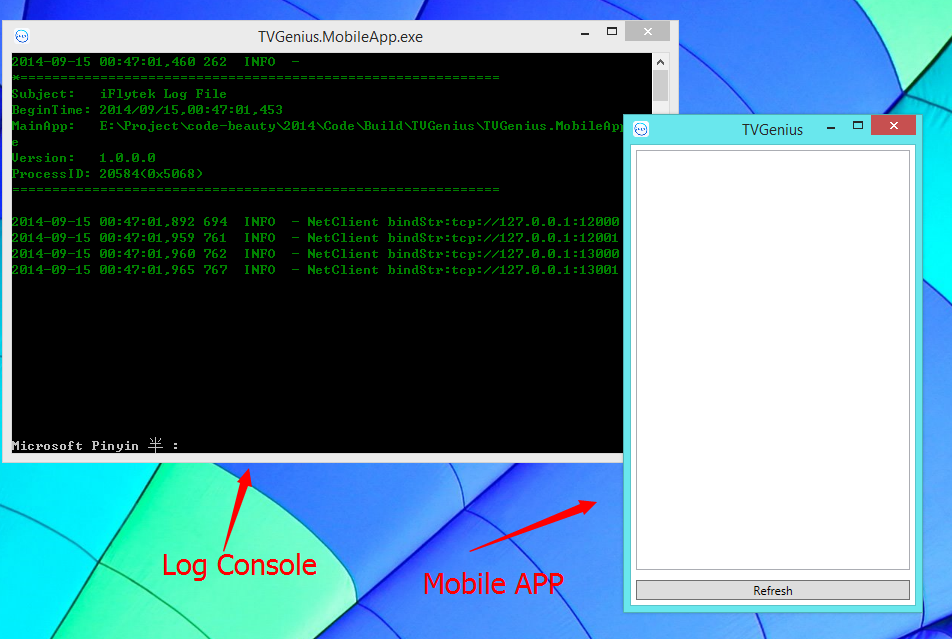 TVGenius.MobileApp.exe
2014-09-15 00:47:01,460 262 INFO -
*============================================================
Subject: iFlytek Log File
BeginTime: 2014/09/15,00:47:01,453
MainApp: E:\Project\code-beauty\2014\Code\Build\TVGenius\TVGenius.MobileApp
e
Version: 1.0.0.0
ProcessID: 20584(0x5068)
=============================================================
2014-09-15 00:47:01,892 694 INFO - NetClient bindStr:tcp://127.0.0.1:12000
2014-09-15 00:47:01,959 761 INFO - NetClient bindStr:tcp://127.0.0.1:12001
2014-09-15 00:47:01,960 762 INFO - NetClient bindStr:tcp://127.0.0.1:13000
2014-09-15 00:47:01,965 767 INFO - NetClient bindStr:tcp://127.0.0.1:13001
Microsoft Pinyin 半 :
TVGenius
Refresh
Log Console
Mobile APP